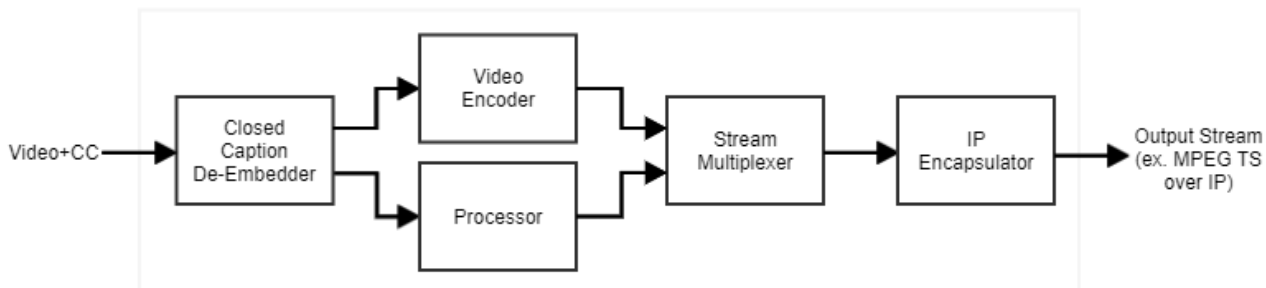 Video+CC
Closed
Caption
De-Embedder
Video
Encoder
Processor
Stream
Multiplexer
IP
Encapsulator
Output Stream
(ex. MPEG TS
over IP)